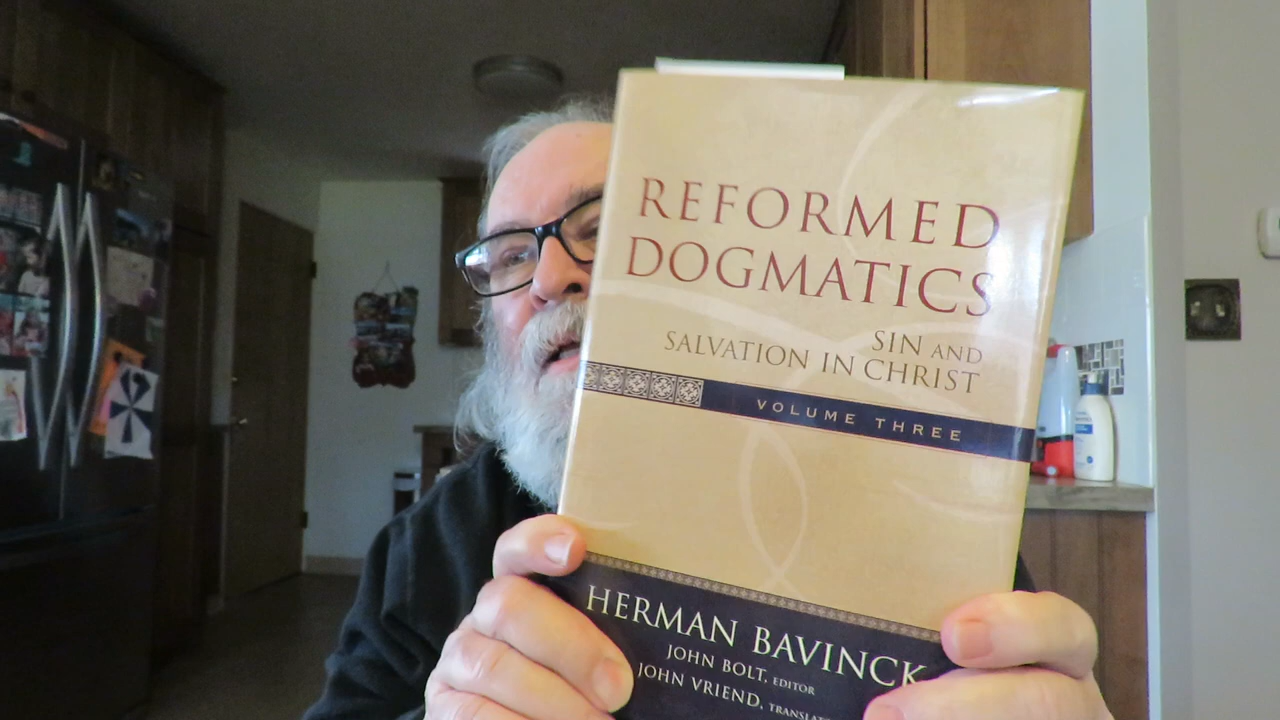 REFORMED
DOGMATICS
SIN AND
SALVATION IN CHRIST
VOLUME THREE
HERMAN BAVINCK
JOHN BOLT, EDITOR
JOHN VRIEND,